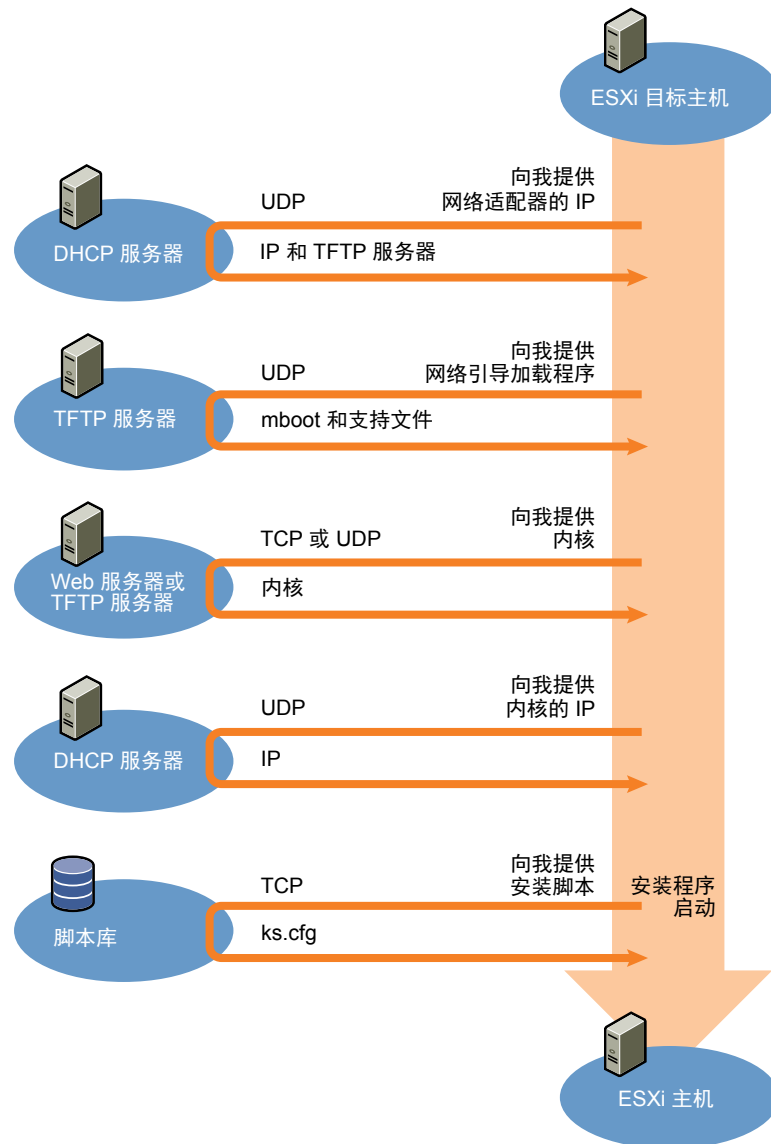 ESXi 目标主机
向我提供
UDP
网络适配器的 IP
DHCP 服务器
IP 和 TFTP 服务器
向我提供
UDP
网络引导加载程序
TFTP 服务器
mboot 和支持文件
向我提供
TCP 或 UDP
内核
Web 服务器或
TFTP 服务器
内核
向我提供
UDP
内核的 IP
DHCP 服务器
IP
向我提供
TCP
安装脚本
安装程序
启动
脚本库
ks.cfg
ESXi 主机